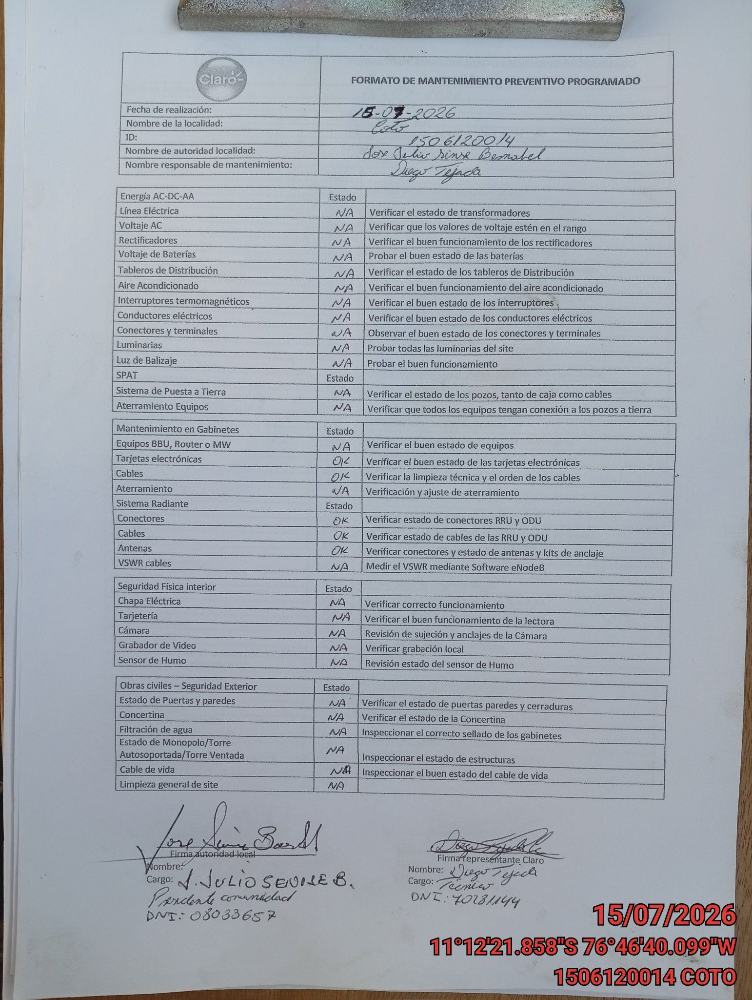 Claro
FORMATO DE MANTENIMIENTO PREVENTIVO PROGRAMADO
Fecha de realización: 15-07-2026
Nombre de la localidad: Coto
ID: 1506120014
Nombre de autoridad localidad: Jose Julio Sinse Bernabel
Nombre responsable de mantenimiento: Diego Tejada
Energía AC-DC-AA Estado
Línea Eléctrica NA Verificar el estado de transformadores
Voltaje AC NA Verificar que los valores de voltaje estén en el rango
Rectificadores NA Verificar el buen funcionamiento de los rectificadores
Voltaje de Baterías NA Probar el buen estado de las baterías
Tableros de Distribución NA Verificar el estado de los tableros de Distribución
Aire Acondicionado NA Verificar el buen funcionamiento del aire acondicionado
Interruptores termomagnéticos NA Verificar el buen estado de los interruptores
Conductores eléctricos NA Verificar el buen estado de los conductores eléctricos
Conectores y terminales NA Observar el buen estado de los conectores y terminales
Luminarias NA Probar todas las luminarias del site
Luz de Balizaje NA Probar el buen funcionamiento
SPAT Estado
Sistema de Puesta a Tierra NA Verificar el estado de los pozos, tanto de caja como cables
Aterramiento Equipos NA Verificar que todos los equipos tengan conexión a los pozos a tierra
Mantenimiento en Gabinetes Estado
Equipos BBU, Router o MW NA Verificar el buen estado de equipos
Tarjetas electrónicas OK Verificar el buen estado de las tarjetas electrónicas
Cables OK Verificar la limpieza técnica y el orden de los cables
Aterramiento NA Verificación y ajuste de aterramiento
Sistema Radiante Estado
Conectores OK Verificar estado de conectores RRU y ODU
Cables OK Verificar estado de cables de las RRU y ODU
Antenas OK Verificar conectores y estado de antenas y kits de anclaje
VSWR cables NA Medir el VSWR mediante Software eNodeB
Seguridad Física interior Estado
Chapa Eléctrica NA Verificar correcto funcionamiento
Tarjetería NA Verificar el buen funcionamiento de la lectora
Cámara NA Revisión de sujeción y anclajes de la Cámara
Grabador de Video NA Verificar grabación local
Sensor de Humo NA Revisión estado del sensor de Humo
Obras civiles – Seguridad Exterior Estado
Estado de Puertas y paredes NA Verificar el estado de puertas paredes y cerraduras
Concertina NA Verificar el estado de la Concertina
Filtración de agua NA Inspeccionar el correcto sellado de los gabinetes
Estado de Monopolo/Torre
Autosoportada/Torre Ventada NA Inspeccionar el estado de estructuras
Cable de vida NA Inspeccionar el buen estado del cable de vida
Limpieza general de site NA
Firma autoridad local
Nombre:
Cargo: J. JULIO B.
Presidente comunidad
DNI: 08033657
Firma representante Claro
Nombre: Diego Tejada
Cargo: Técnico
DNI: 70281144
15/07/2026
11°12'21.858"S 76°46'40.099"W
1506120014 COTO